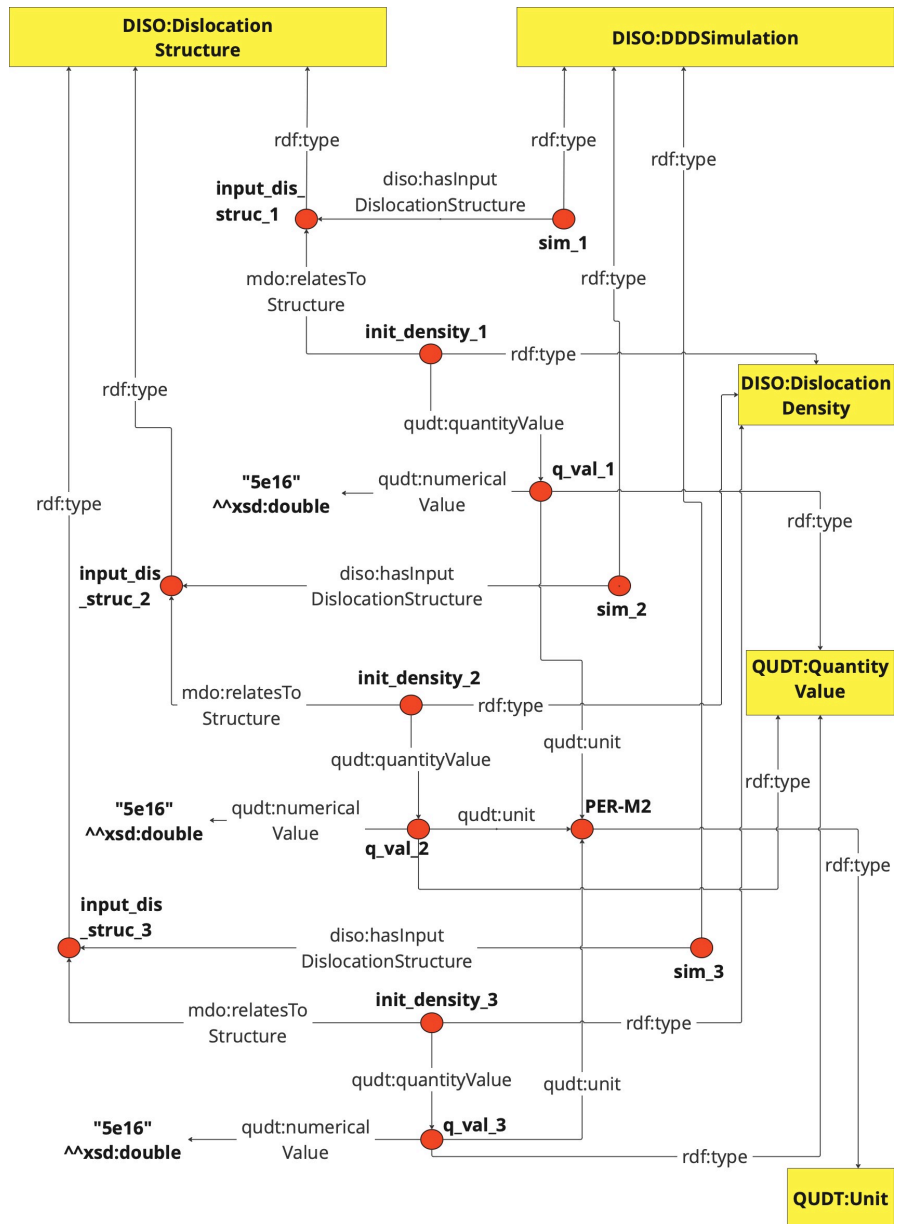 DISO:Dislocation
Structure
DISO:DDDSimulation
rdf:type
rdf:type
rdf:type
diso:hasInput
DislocationStructure
input_dis_
struc_1
sim_1
mdo:relatesTo
Structure
rdf:type
init_density_1
rdf:type
DISO:Dislocation
Density
rdf:type
qudt:quantityValue
q_val_1
"5e16"
^^xsd:double
qudt:numerical
Value
rdf:type
rdf:type
input_dis
_struc_2
diso:hasInput
DislocationStructure
sim_2
init_density_2
QUDT:Quantity
Value
mdo:relatesTo
Structure
rdf:type
qudt:unit
qudt:quantityValue
rdf:type
"5e16"
^^xsd:double
qudt:numerical
Value
qudt:unit
PER-M2
q_val_2
rdf:type
input_dis
_struc_3
diso:hasInput
DislocationStructure
sim_3
init_density_3
mdo:relatesTo
Structure
rdf:type
qudt:quantityValue
qudt:unit
"5e16"
^^xsd:double
qudt:numerical
Value
q_val_3
rdf:type
QUDT:Unit